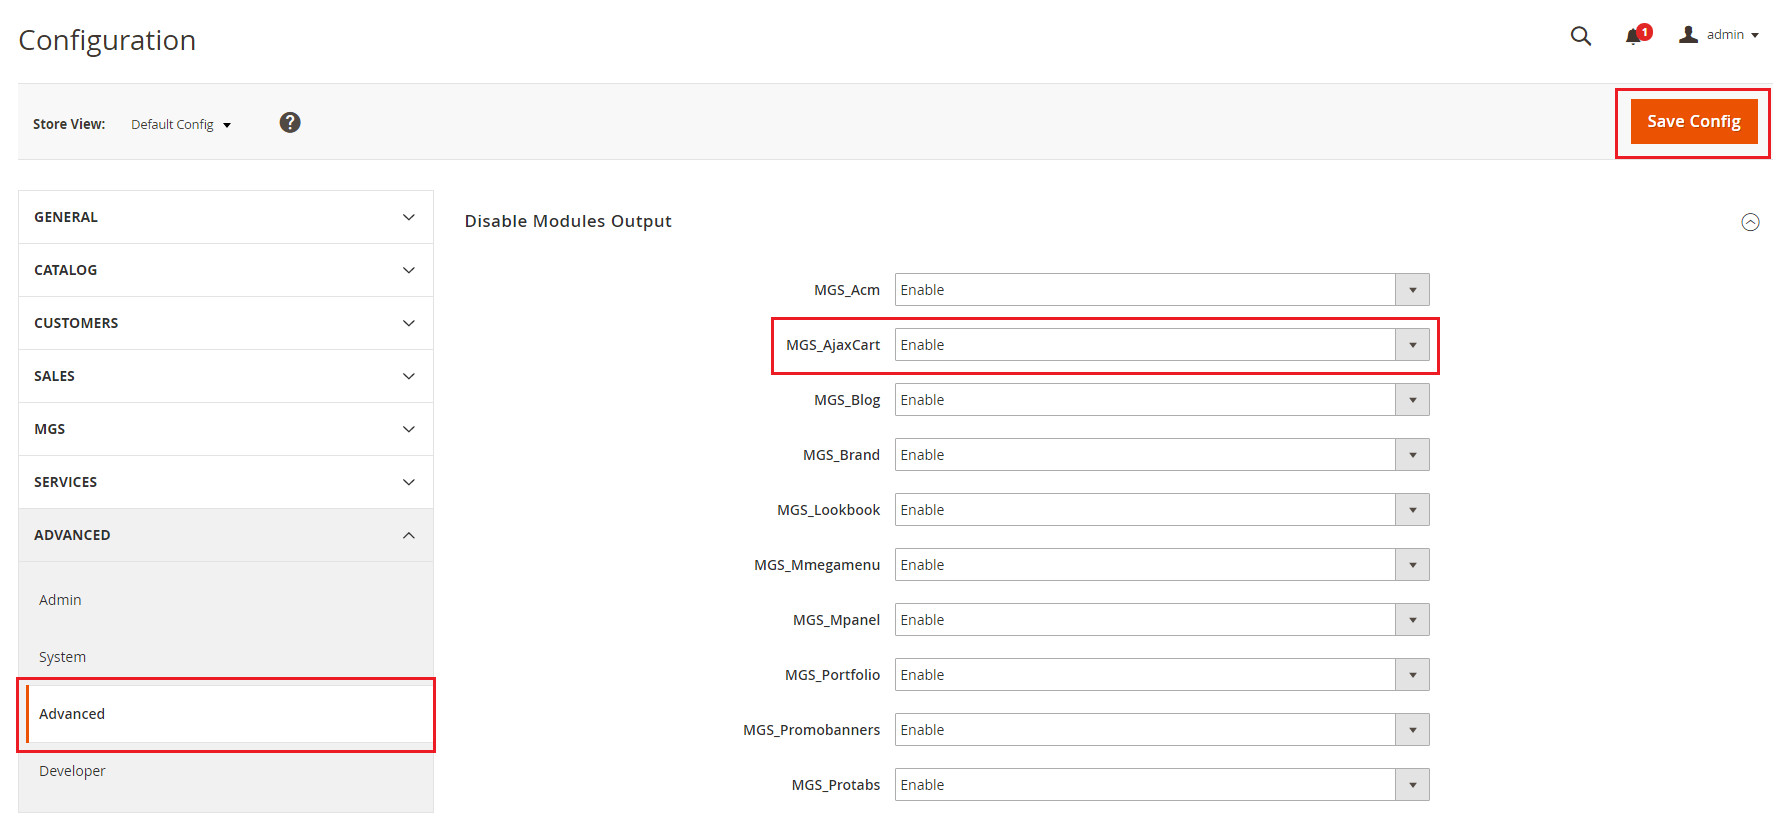 Configuration
1
admin
Store View:
Default Config
?
Save Config
GENERAL
CATALOG
CUSTOMERS
SALES
MGS
SERVICES
ADVANCED
Admin
System
Advanced
Developer
Disable Modules Output
MGS_Acm Enable
MGS_AjaxCart Enable
MGS_Blog Enable
MGS_Brand Enable
MGS_Lookbook Enable
MGS_Mmegamenu Enable
MGS_Mpanel Enable
MGS_Portfolio Enable
MGS_Promobanners Enable
MGS_Protabs Enable